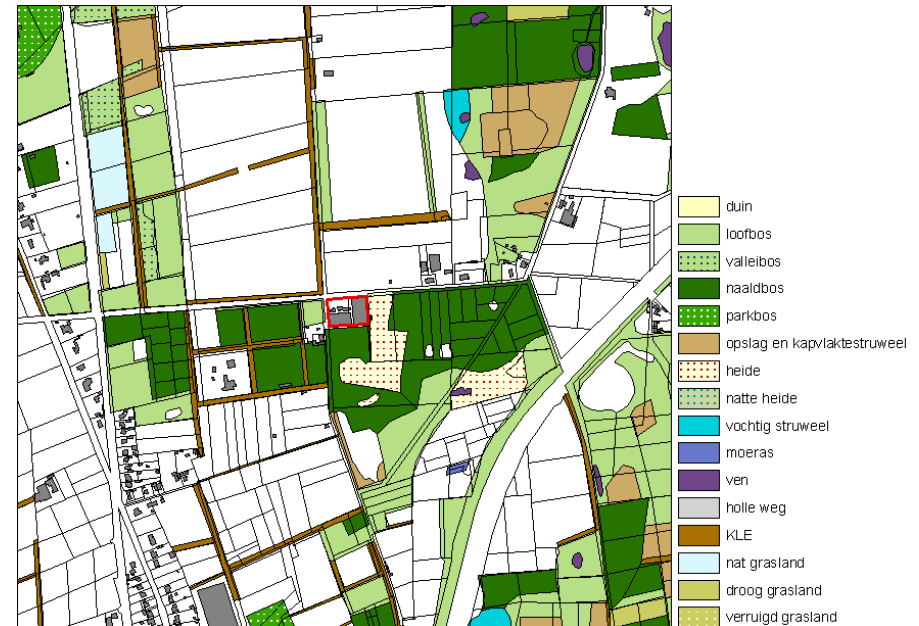 duin
loofbos
valleibos
naaldbos
parkbos
opslag en kapvlaktestruweel
heide
natte heide
vochtig struweel
moeras
ven
holle weg
KLE
nat grasland
droog grasland
verruigd grasland